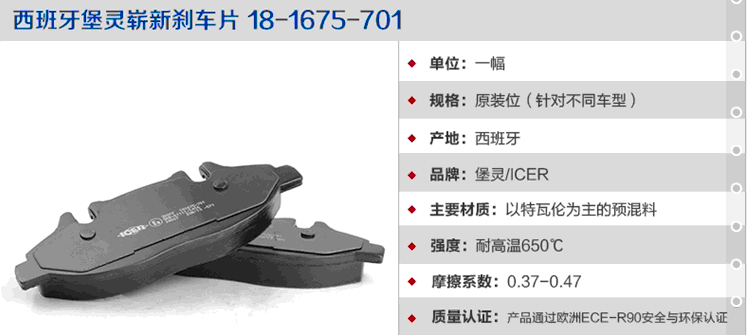 西班牙堡灵崭新刹车片 18-1675-701
单位：一幅
规格：原装位（针对不同车型）
产地：西班牙
品牌：堡灵/ICER
主要材质：以特瓦伦为主的预混料
强度：耐高温650℃
摩擦系数：0.37-0.47
质量认证：产品通过欧洲ECE-R90安全与环保认证
ICER